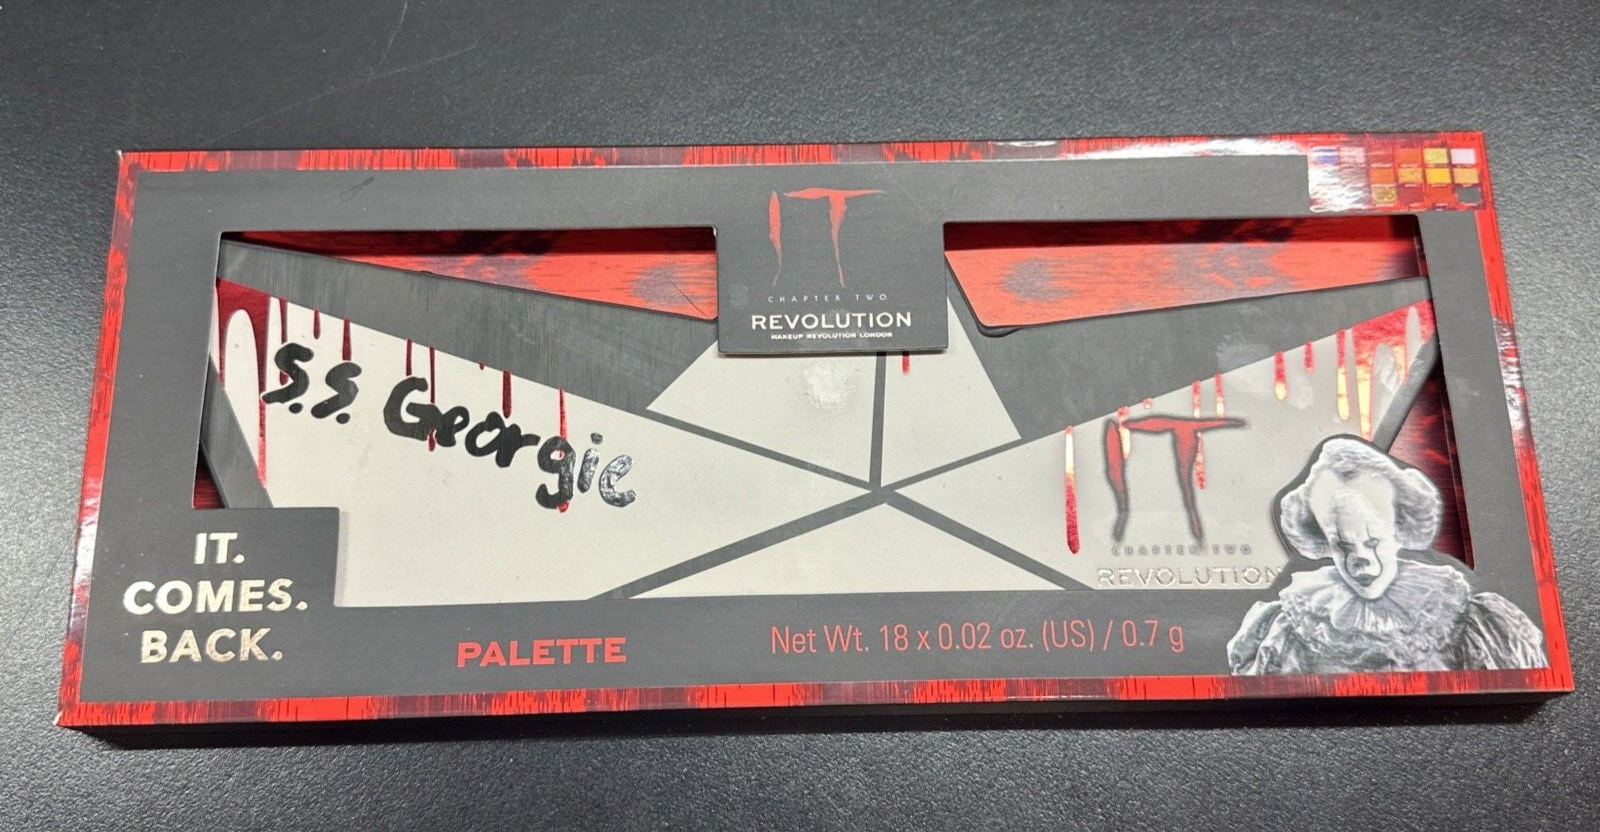 IT
CHAPTER TWO
REVOLUTION
MAKEUP REVOLUTION LONDON
S.S. Georgie
IT
CHAPTER TWO
REVOLUTION
IT.
COMES.
BACK.
PALETTE
Net Wt. 18 x 0.02 oz. (US) / 0.7 g